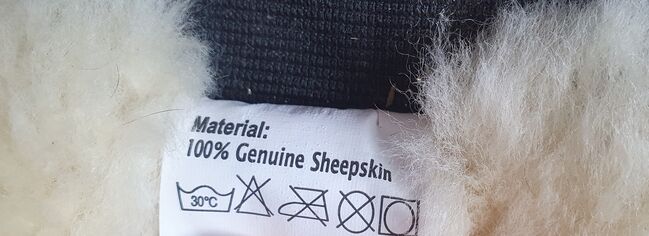 Material:
100% Genuine Sheepskin
30°C